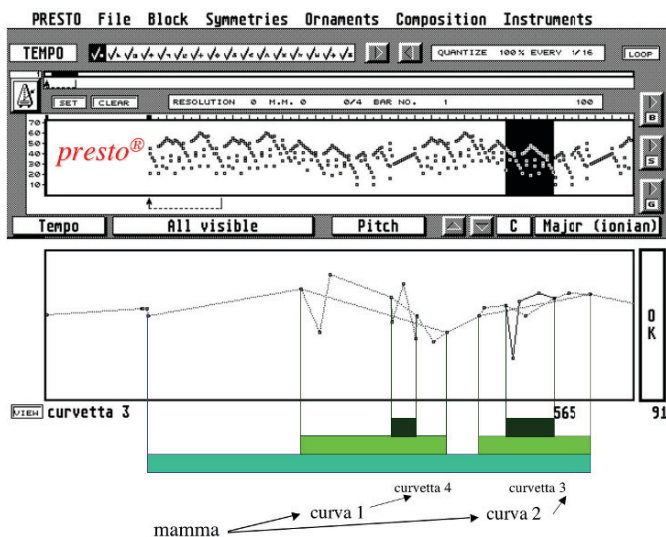 PRESTO File Block Symmetries Ornaments Composition Instruments
TEMPO QUANTIZE 100% EVERY 1/16 LOOP
1
SET CLEAR RESOLUTION 0 M.M. 0 0/4 BAR NO. 1 100
B
70
60
50
40
30
20
10
presto®
S
G
Tempo All visible Pitch C Major (ionian)
OK
VIEW curvetta 3 565 91
curvetta 4 curvetta 3
curva 1 curva 2
mamma